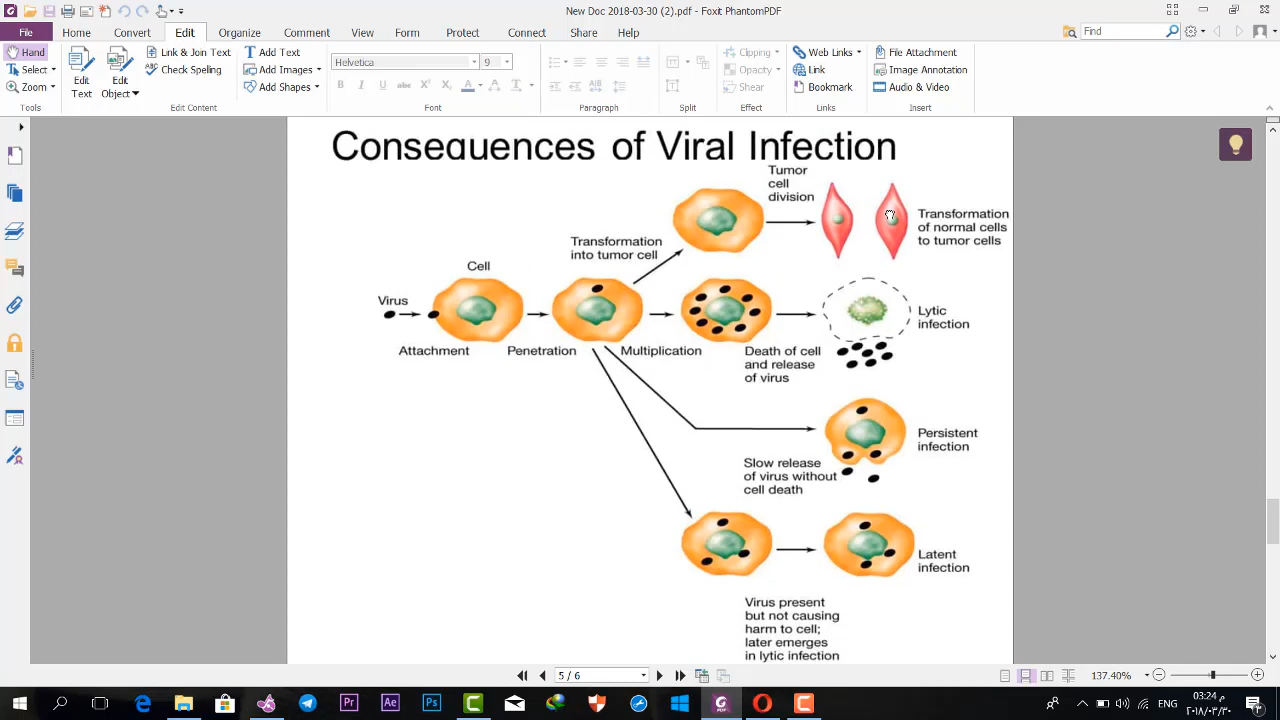 New Doc 2018-03-30 (2).pdf - Foxit PhantomPDF
File Home Convert Edit Organize Comment View Form Protect Connect Share Help
Find
Hand
Select
Zoom
Tools
Edit Text
Edit Object
Link & Join Text
Check Spelling
Edit Content
Add Text
Add Images
Add Shapes
Helvetica 9
B I U abc X² X₂ A T
Font
Paragraph
Split
Clipping
Opacity
Shear
Effect
Web Links
Link
Bookmark
Links
File Attachment
Image Annotation
Audio & Video
Insert
Consequences of Viral Infection
Tumor
cell
division
Transformation
of normal cells
to tumor cells
Transformation
into tumor cell
Cell
Virus
Lytic
infection
Attachment Penetration Multiplication
Death of cell
and release
of virus
Persistent
infection
Slow release
of virus without
cell death
Latent
infection
Virus present
but not causing
harm to cell;
later emerges
in lytic infection
5 / 6
137.40%
Pr Ae Ps
ENG
03:24 م